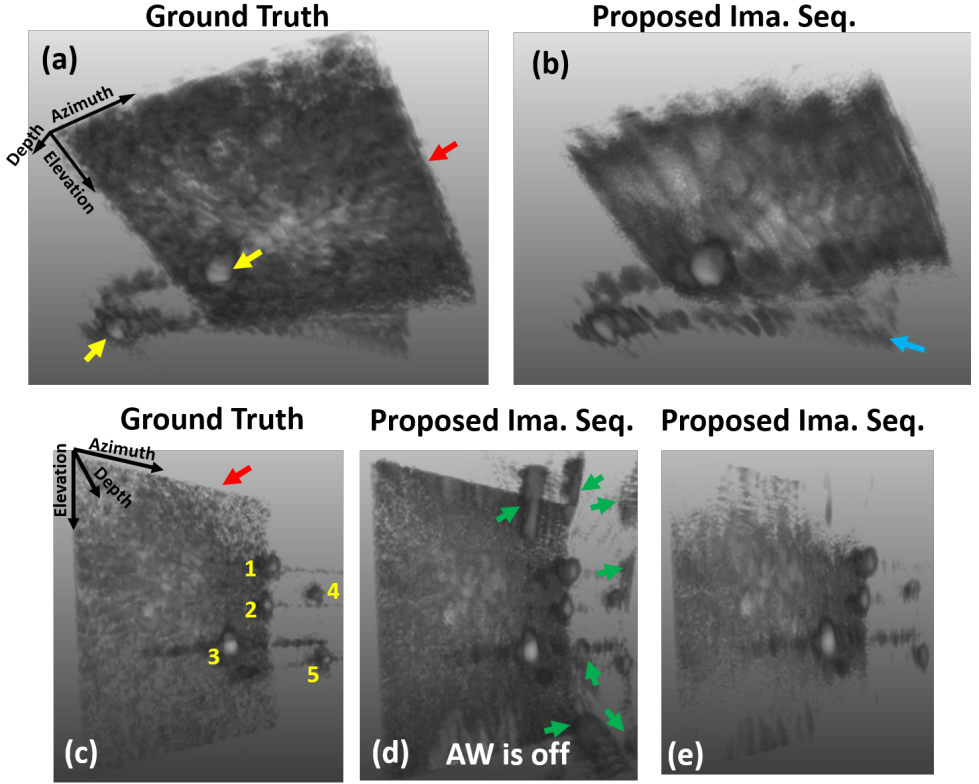 Ground Truth
Proposed Ima. Seq.
(a)
(b)
Azimuth
Depth
Elevation
Ground Truth
Proposed Ima. Seq.
Proposed Ima. Seq.
Elevation
Azimuth
Depth
1
2
3
4
5
(c)
(d)
AW is off
(e)